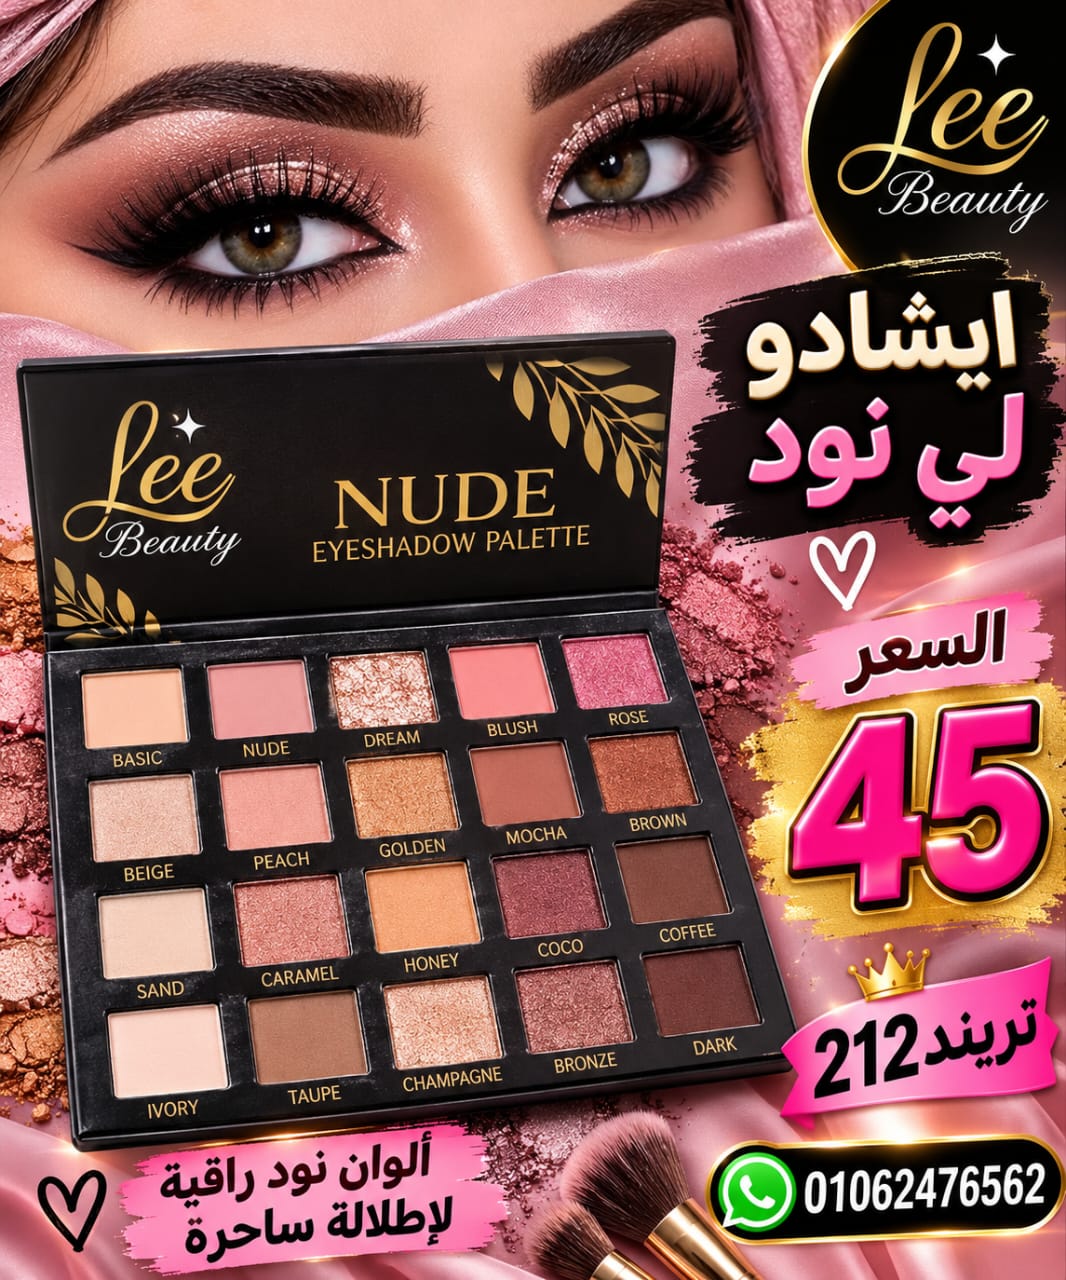 Lee
Beauty
ايشادو
لي نود
السعر
45
تريند212
01062476562
Lee
Beauty
NUDE
EYESHADOW PALETTE
BASIC
NUDE
DREAM
BLUSH
ROSE
BEIGE
PEACH
GOLDEN
MOCHA
BROWN
SAND
CARAMEL
HONEY
COCO
COFFEE
IVORY
TAUPE
CHAMPAGNE
BRONZE
DARK
ألوان نود راقية
لإطلالة ساحرة